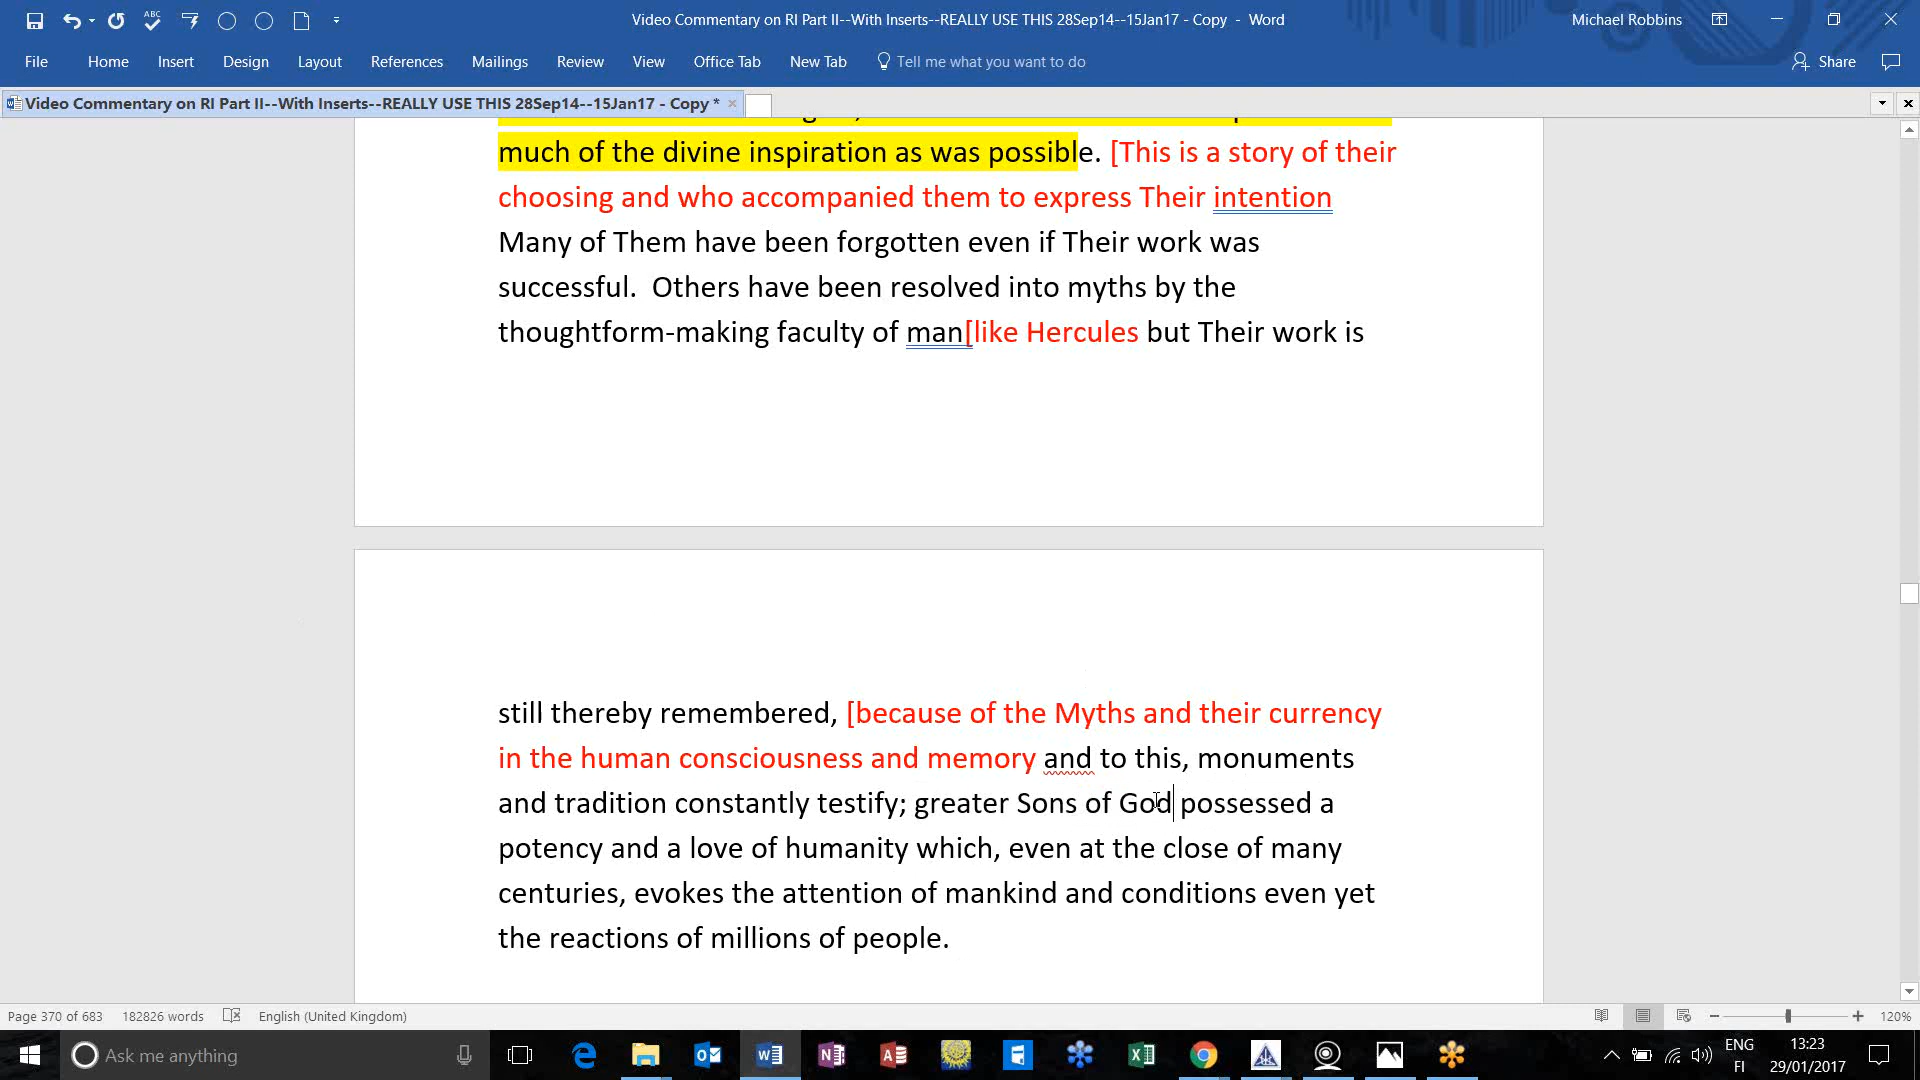 Video Commentary on RI Part II--With Inserts--REALLY USE THIS 28Sep14--15Jan17 - Copy - Word
Michael Robbins
File Home Insert Design Layout References Mailings Review View Office Tab New Tab Tell me what you want to do Share
Video Commentary on RI Part II--With Inserts--REALLY USE THIS 28Sep14--15Jan17 - Copy *
much of the divine inspiration as was possible. [This is a story of their
choosing and who accompanied them to express Their intention
Many of Them have been forgotten even if Their work was
successful.  Others have been resolved into myths by the
thoughtform-making faculty of man[like Hercules but Their work is
still thereby remembered, [because of the Myths and their currency
in the human consciousness and memory and to this, monuments
and tradition constantly testify; greater Sons of God possessed a
potency and a love of humanity which, even at the close of many
centuries, evokes the attention of mankind and conditions even yet
the reactions of millions of people.
Page 370 of 683 182826 words English (United Kingdom) 120%
Ask me anything
ENG
FI
13:23
29/01/2017